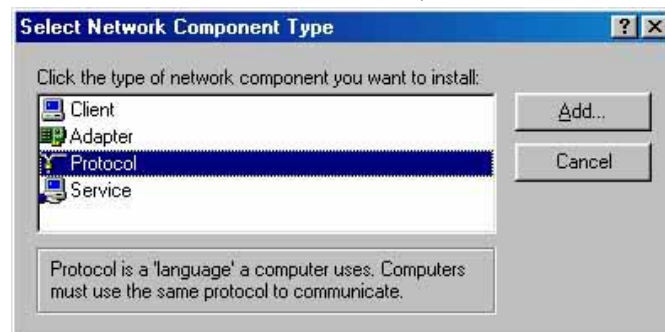 Select Network Component Type
Click the type of network component you want to install:
Client
Adapter
Protocol
Service
Add...
Cancel
Protocol is a 'language' a computer uses. Computers
must use the same protocol to communicate.